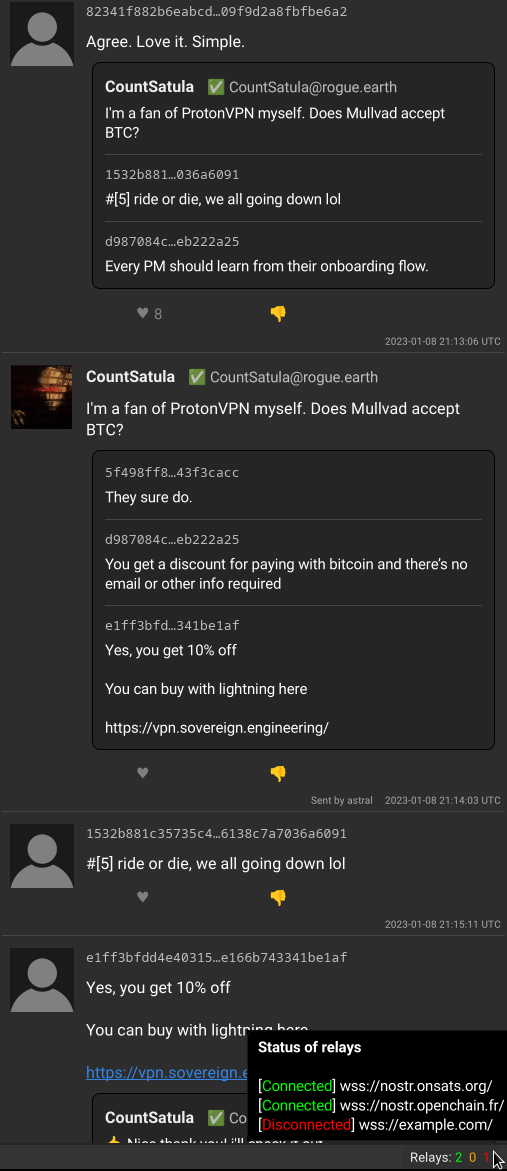 82341f882b6eabcd…09f9d2a8fbfbe6a2
Agree. Love it. Simple.
CountSatula ✅ CountSatula@rogue.earth
I'm a fan of ProtonVPN myself. Does Mullvad accept
BTC?
1532b881…036a6091
#[5] ride or die, we all going down lol
d987084c…eb222a25
Every PM should learn from their onboarding flow.
♥ 8 👎
2023-01-08 21:13:06 UTC
CountSatula ✅ CountSatula@rogue.earth
I'm a fan of ProtonVPN myself. Does Mullvad accept
BTC?
5f498ff8…43f3cacc
They sure do.
d987084c…eb222a25
You get a discount for paying with bitcoin and there's no
email or other info required
e1ff3bfd…341be1af
Yes, you get 10% off
You can buy with lightning here
https://vpn.sovereign.engineering/
♥ 👎
Sent by astral 2023-01-08 21:14:03 UTC
1532b881c35735c4…6138c7a7036a6091
#[5] ride or die, we all going down lol
♥ 👎
2023-01-08 21:15:11 UTC
e1ff3bfdd4e40315…e166b743341be1af
Yes, you get 10% off
You can buy with lightning here
https://vpn.sovereign.e
CountSatula ✅ Co
👍 Nice thank you! i'll check it out
Status of relays
[Connected] wss://nostr.onsats.org/
[Connected] wss://nostr.openchain.fr/
[Disconnected] wss://example.com/
Relays: 2 0 1